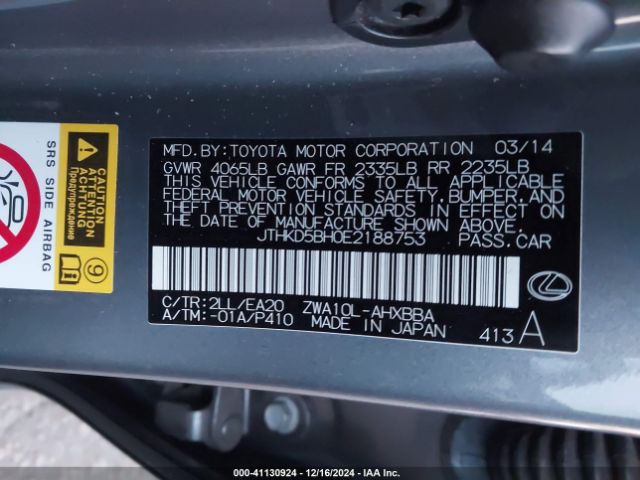 SRS SIDE AIRBAG
ATTENTION
ACHTUNG
Предупреждение
9
MFD. BY: TOYOTA MOTOR CORPORATION 03/14
GVWR 4065LB GAWR FR 2335LB RR 2235LB
THIS VEHICLE CONFORMS TO ALL APPLICABLE
FEDERAL MOTOR VEHICLE SAFETY, BUMPER, AND
THEFT PREVENTION STANDARDS IN EFFECT ON
THE DATE OF MANUFACTURE SHOWN ABOVE.
JTHKD5BH0E2188753 PASS. CAR
C/TR: 2LL/EA20 ZWA10L-AHXBBA
A/TM: -01A/P410 MADE IN JAPAN 413 A
000-41130924 | 12/16/2024 | IAA Inc.